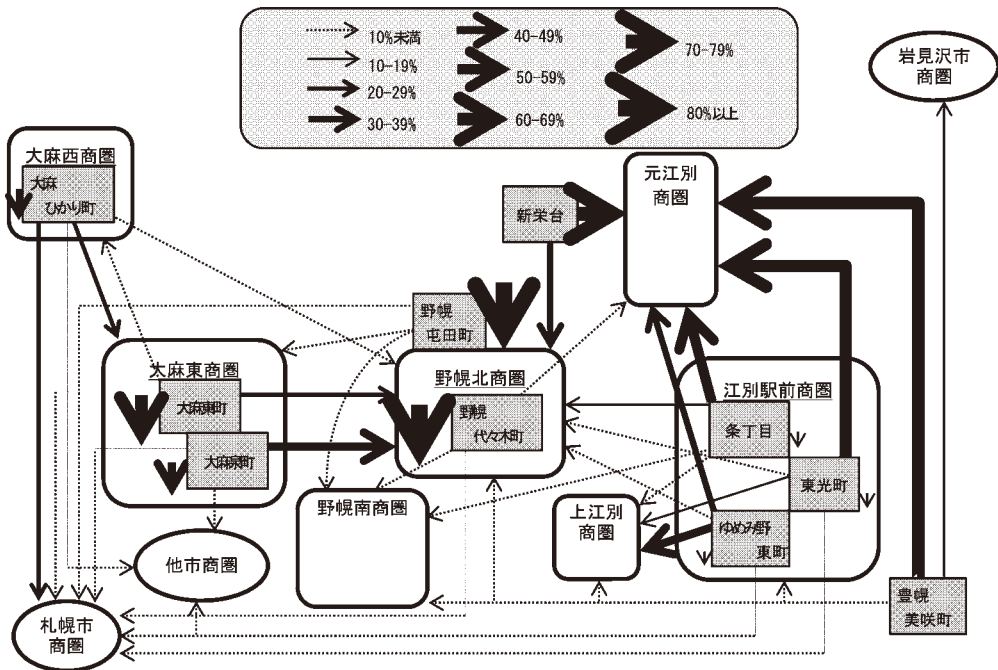 10%未満
10-19%
20-29%
30-39%
40-49%
50-59%
60-69%
70-79%
80%以上
岩見沢市
商圏
大麻西商圏
大麻
ひかり町
元江別
商圏
新栄台
野幌
屯田町
大麻東商圏
大麻東町
大麻泉町
野幌北商圏
野幌
代々木町
江別駅前商圏
条丁目
東光町
ゆめみ野
東町
野幌南商圏
上江別
商圏
他市商圏
豊幌
美咲町
札幌市
商圏